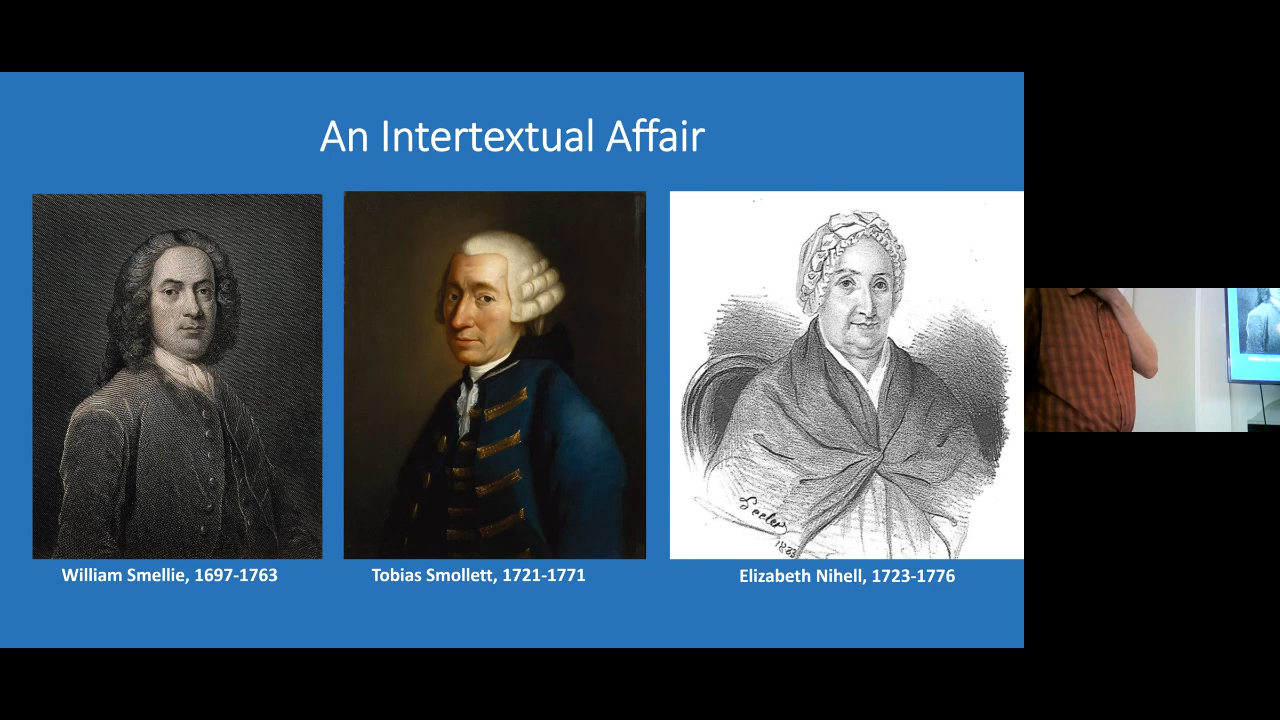 An Intertextual Affair
William Smellie, 1697-1763
Tobias Smollett, 1721-1771
Elizabeth Nihell, 1723-1776